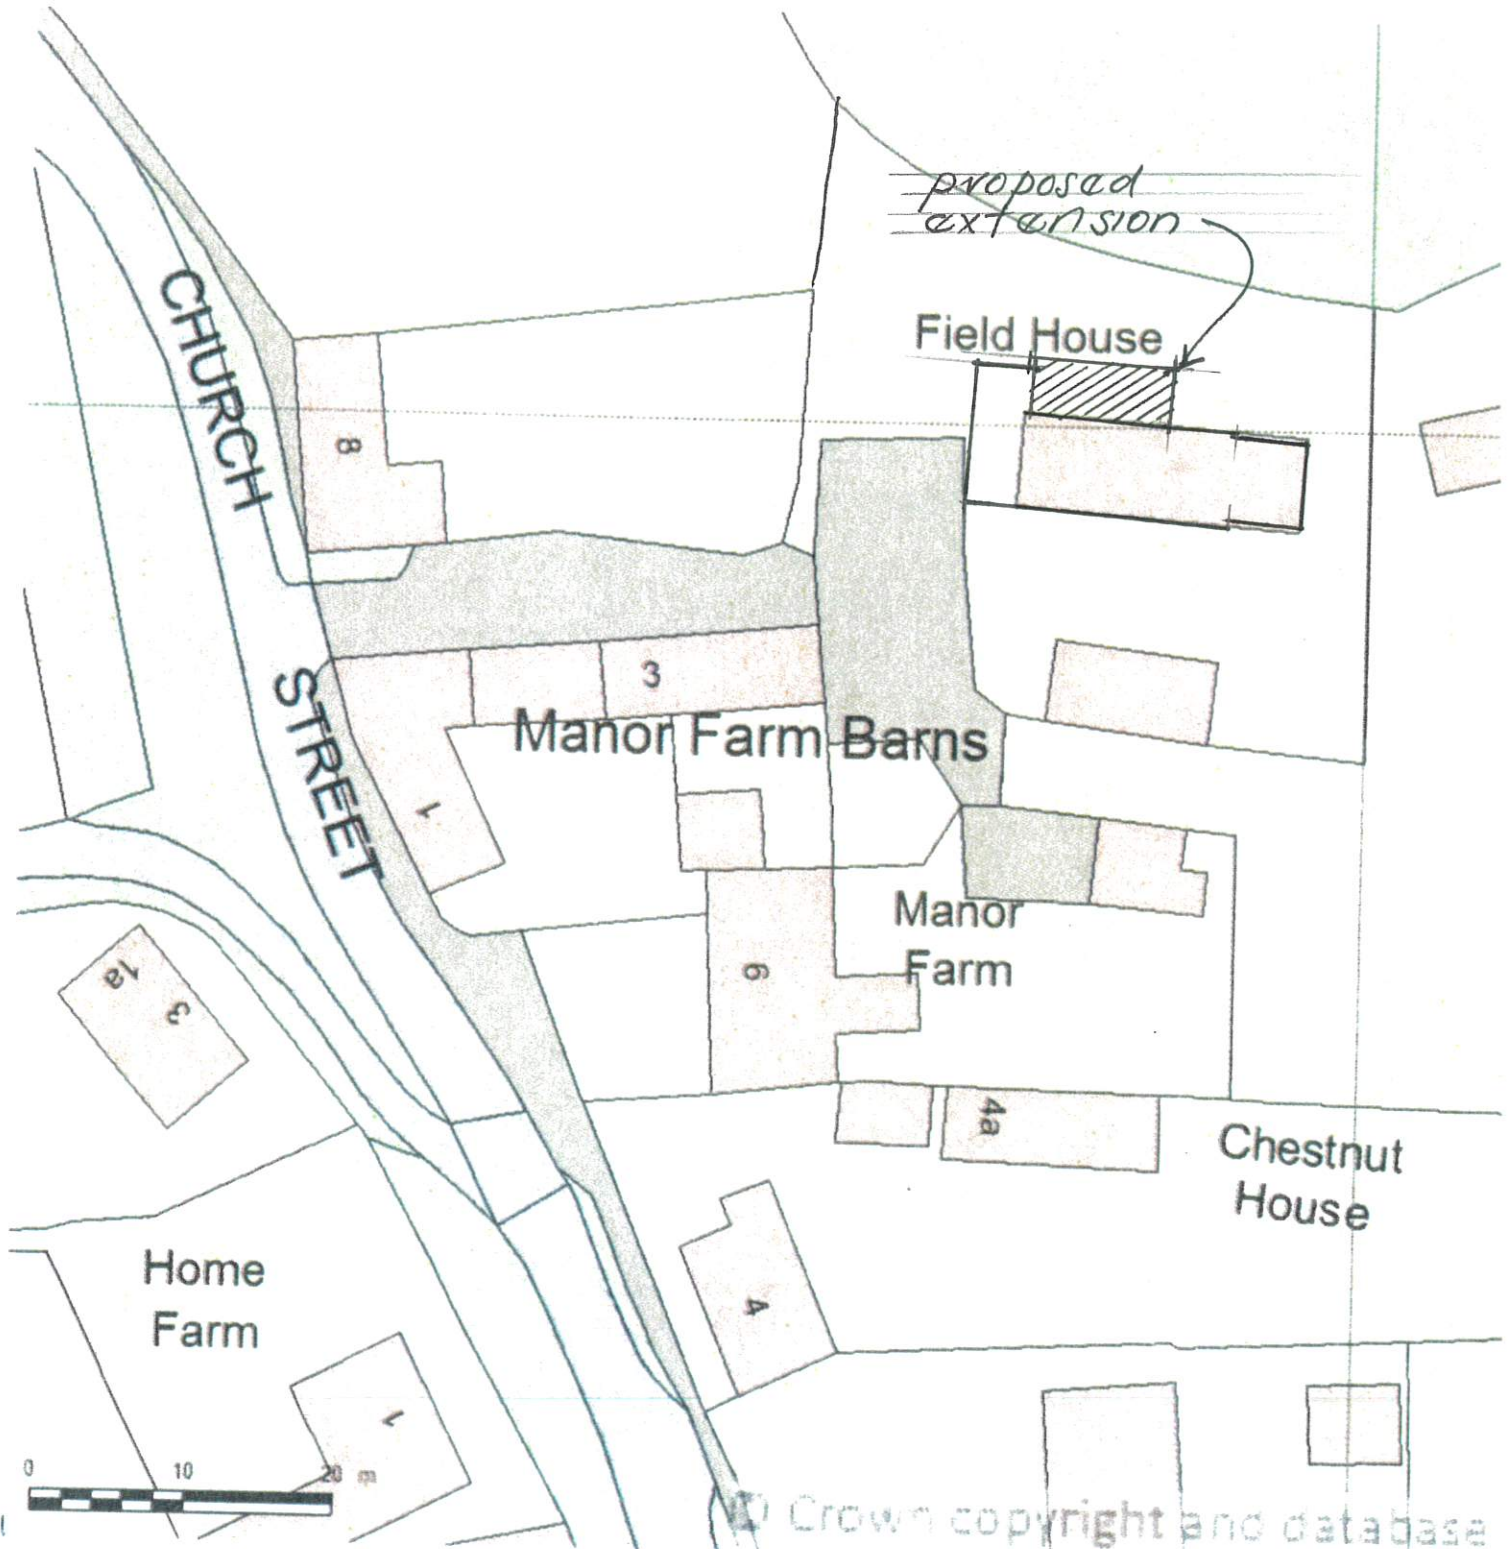 proposed
extension
Field House
CHURCH
STREET
8
3
Manor Farm Barns
1
Manor
Farm
6
1a
3
4a
Chestnut
House
4
Home
Farm
1
0 10 20 m
© Crown copyright and database